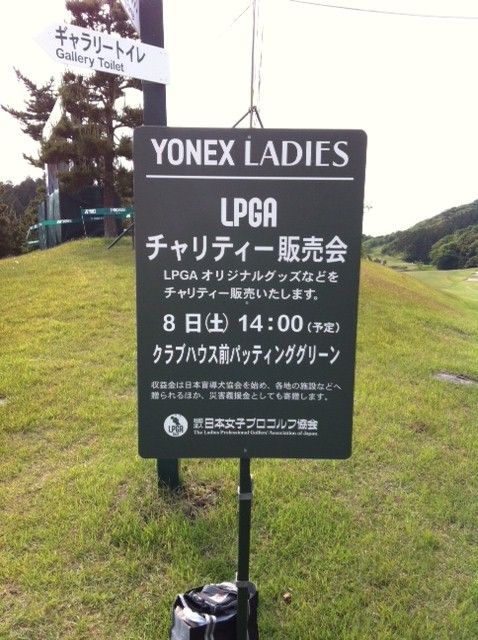 ギャラリートイレ
Gallery Toilet
YONEX LADIES
LPGA
チャリティー販売会
LPGA オリジナルグッズなどを
チャリティー販売いたします。
8日(土) 14:00(予定)
クラブハウス前パッティンググリーン
収益金は日本盲導犬協会を始め、各地の施設などへ
贈られるほか、災害義援金としても寄贈します。
LPGA
日本女子プロゴルフ協会
The Ladies Professional Golfers' Association of Japan